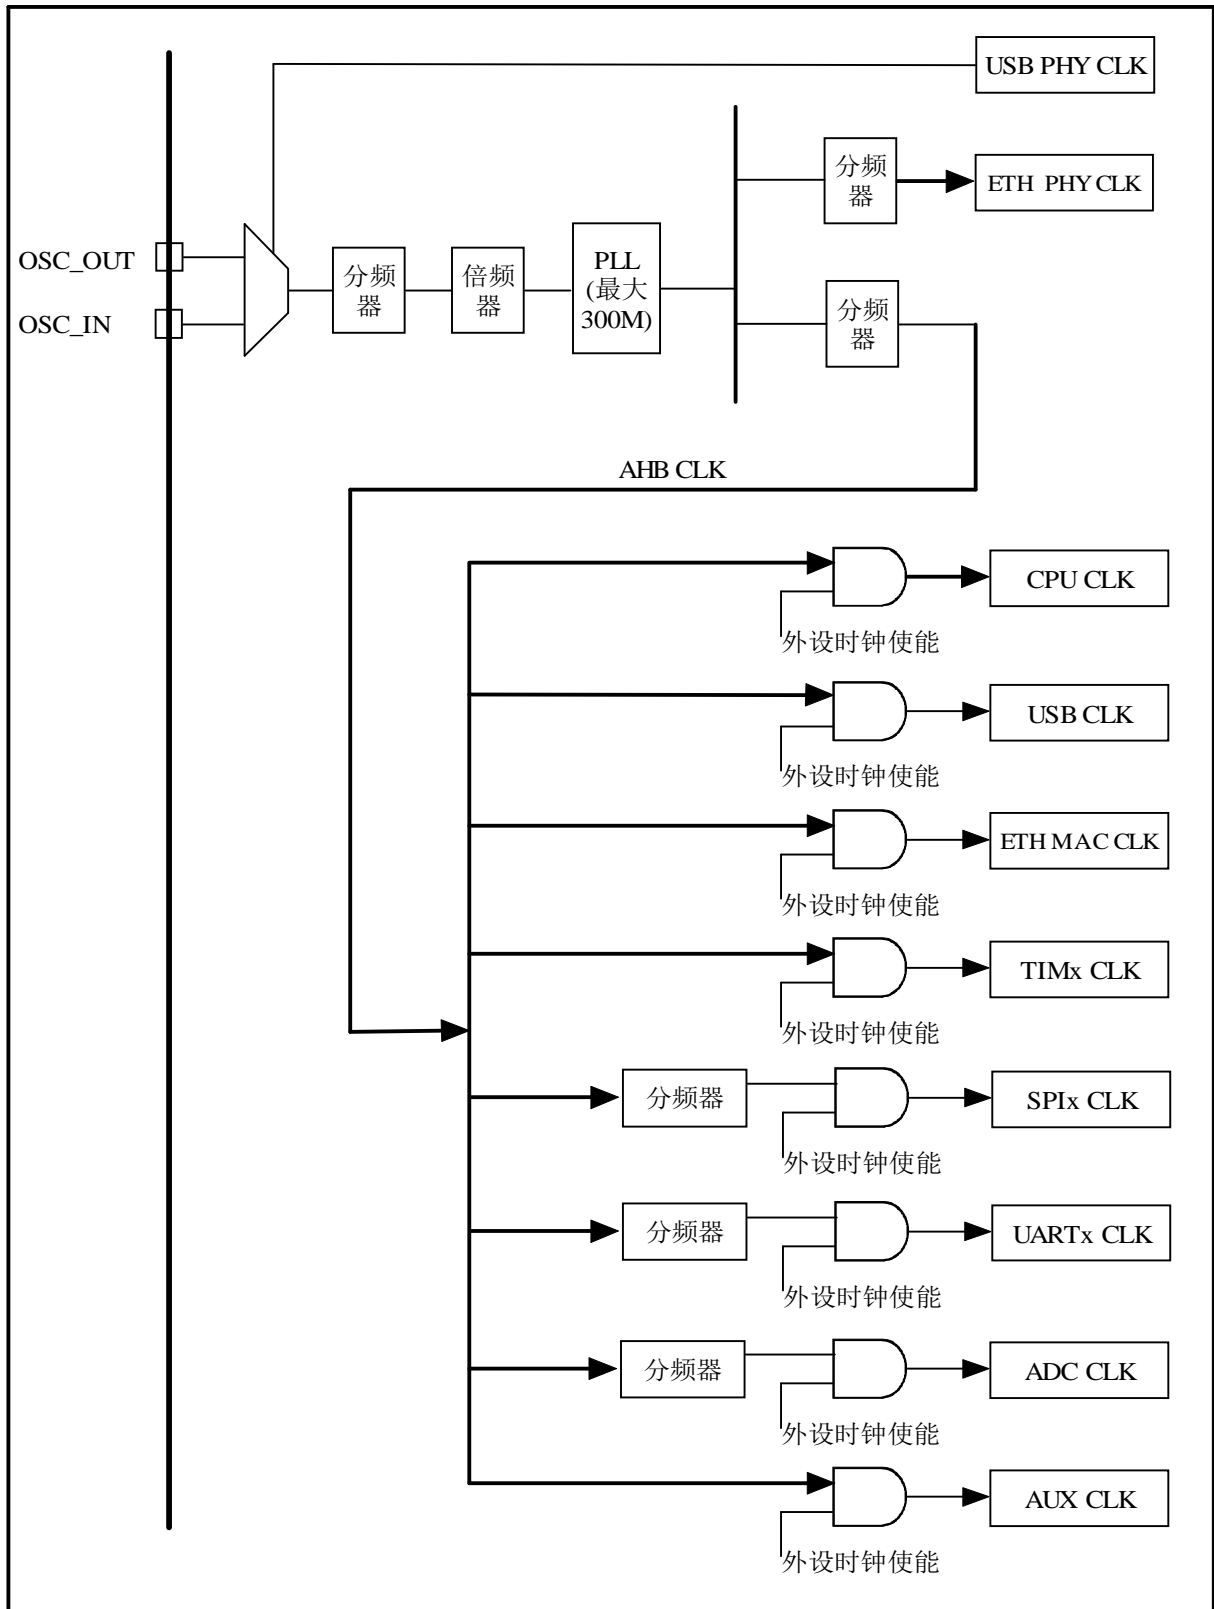 USB PHY CLK
分频
器
ETH PHY CLK
OSC_OUT
OSC_IN
分频
器
倍频
器
PLL
(最大
300M)
分频
器
AHB CLK
CPU CLK
外设时钟使能
USB CLK
外设时钟使能
ETH MAC CLK
外设时钟使能
TIMx CLK
外设时钟使能
分频器
SPIx CLK
外设时钟使能
分频器
UARTx CLK
外设时钟使能
分频器
ADC CLK
外设时钟使能
AUX CLK
外设时钟使能